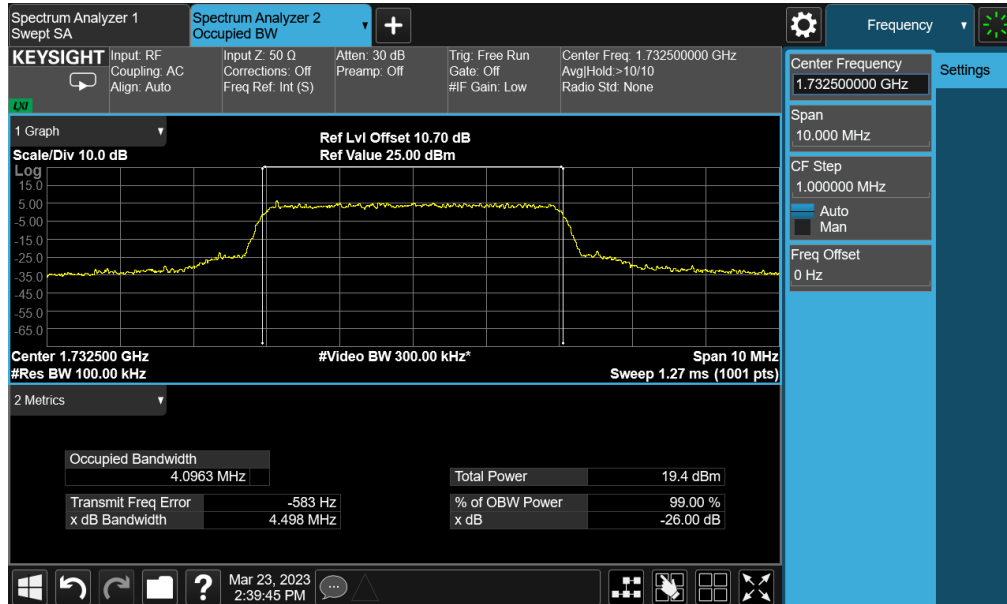 Spectrum Analyzer 1
Swept SA
Spectrum Analyzer 2
Occupied BW
+
Frequency
KEYSIGHT
LXI
Input: RF
Coupling: AC
Align: Auto
Input Z: 50 Ω
Corrections: Off
Freq Ref: Int (S)
Atten: 30 dB
Preamp: Off
Trig: Free Run
Gate: Off
#IF Gain: Low
Center Freq: 1.732500000 GHz
Avg|Hold:>10/10
Radio Std: None
Center Frequency
1.732500000 GHz
Settings
Span
10.000 MHz
CF Step
1.000000 MHz
Auto
Man
Freq Offset
0 Hz
1 Graph
Scale/Div 10.0 dB
Ref Lvl Offset 10.70 dB
Ref Value 25.00 dBm
Log
15.0
5.00
-5.00
-15.0
-25.0
-35.0
-45.0
-55.0
-65.0
Center 1.732500 GHz
#Res BW 100.00 kHz
#Video BW 300.00 kHz*
Span 10 MHz
Sweep 1.27 ms (1001 pts)
2 Metrics
Occupied Bandwidth
4.0963 MHz
Total Power 19.4 dBm
Transmit Freq Error -583 Hz
% of OBW Power 99.00 %
x dB Bandwidth 4.498 MHz
x dB -26.00 dB
?
Mar 23, 2023
2:39:45 PM